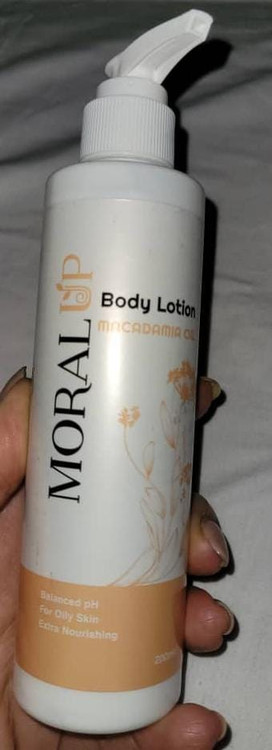 MORAL UP
Body Lotion
MACADAMIA OIL
Balanced pH
For Oily Skin
Extra Nourishing